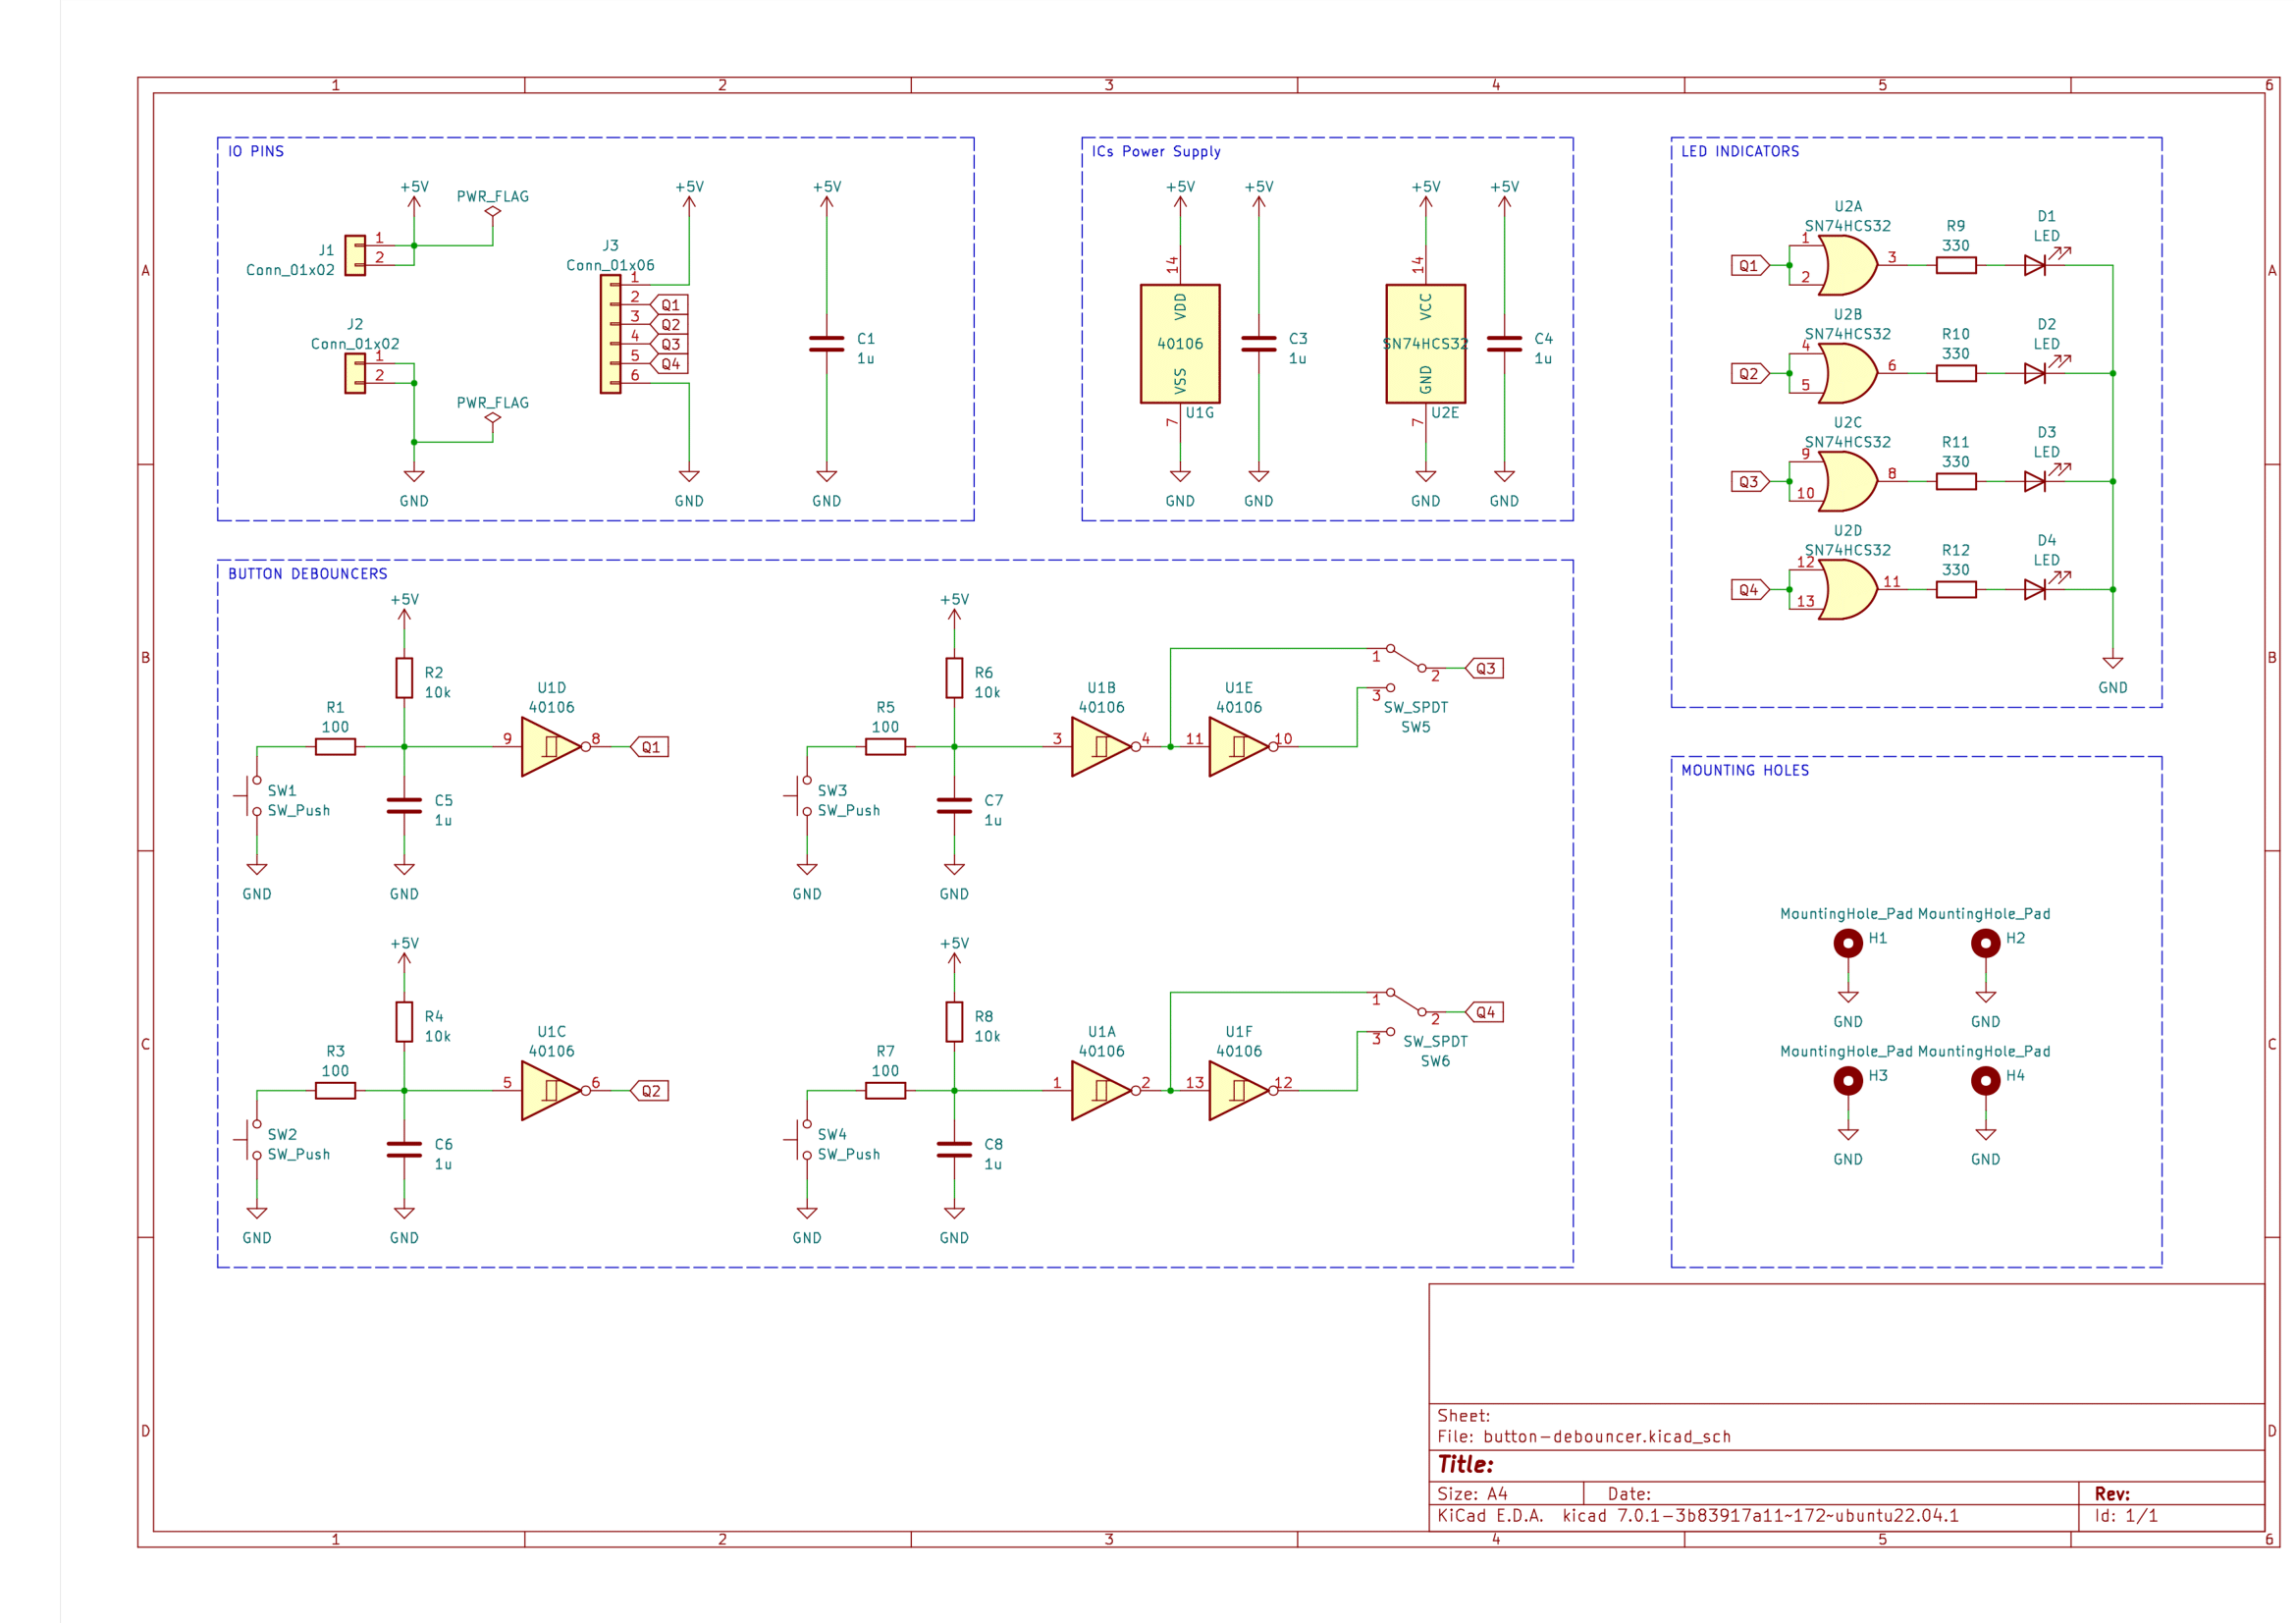 1 2 3 4 5 6
A
B
C
D
A
B
C
D
1 2 3 4 5 6
IO PINS
+5V
PWR_FLAG
J1
Conn_01x02
1
2
J2
Conn_01x02
1
2
PWR_FLAG
GND
+5V
J3
Conn_01x06
1
2 Q1
3 Q2
4 Q3
5 Q4
6
GND
+5V
C1
1u
GND
ICs Power Supply
+5V
14
VDD
40106
VSS
U1G
7
GND
+5V
C3
1u
GND
+5V
14
VCC
SN74HCS32
GND
U2E
7
GND
+5V
C4
1u
GND
LED INDICATORS
U2A
SN74HCS32
Q1
1
2
3
R9
330
D1
LED
U2B
SN74HCS32
Q2
4
5
6
R10
330
D2
LED
U2C
SN74HCS32
Q3
9
10
8
R11
330
D3
LED
U2D
SN74HCS32
Q4
12
13
11
R12
330
D4
LED
GND
BUTTON DEBOUNCERS
+5V
R2
10k
R1
100
U1D
40106
9
8
Q1
SW1
SW_Push
C5
1u
GND
GND
+5V
R6
10k
R5
100
U1B
40106
3
4
U1E
40106
11
10
1
2
3
Q3
SW_SPDT
SW5
SW3
SW_Push
C7
1u
GND
GND
+5V
R4
10k
R3
100
U1C
40106
5
6
Q2
SW2
SW_Push
C6
1u
GND
GND
+5V
R8
10k
R7
100
U1A
40106
1
2
U1F
40106
13
12
1
2
3
Q4
SW_SPDT
SW6
SW4
SW_Push
C8
1u
GND
GND
MOUNTING HOLES
MountingHole_Pad
H1
GND
MountingHole_Pad
H2
GND
MountingHole_Pad
H3
GND
MountingHole_Pad
H4
GND
Sheet:
File: button-debouncer.kicad_sch
Title:
Size: A4
Date:
Rev:
KiCad E.D.A. kicad 7.0.1-3b83917a11~172~ubuntu22.04.1
Id: 1/1